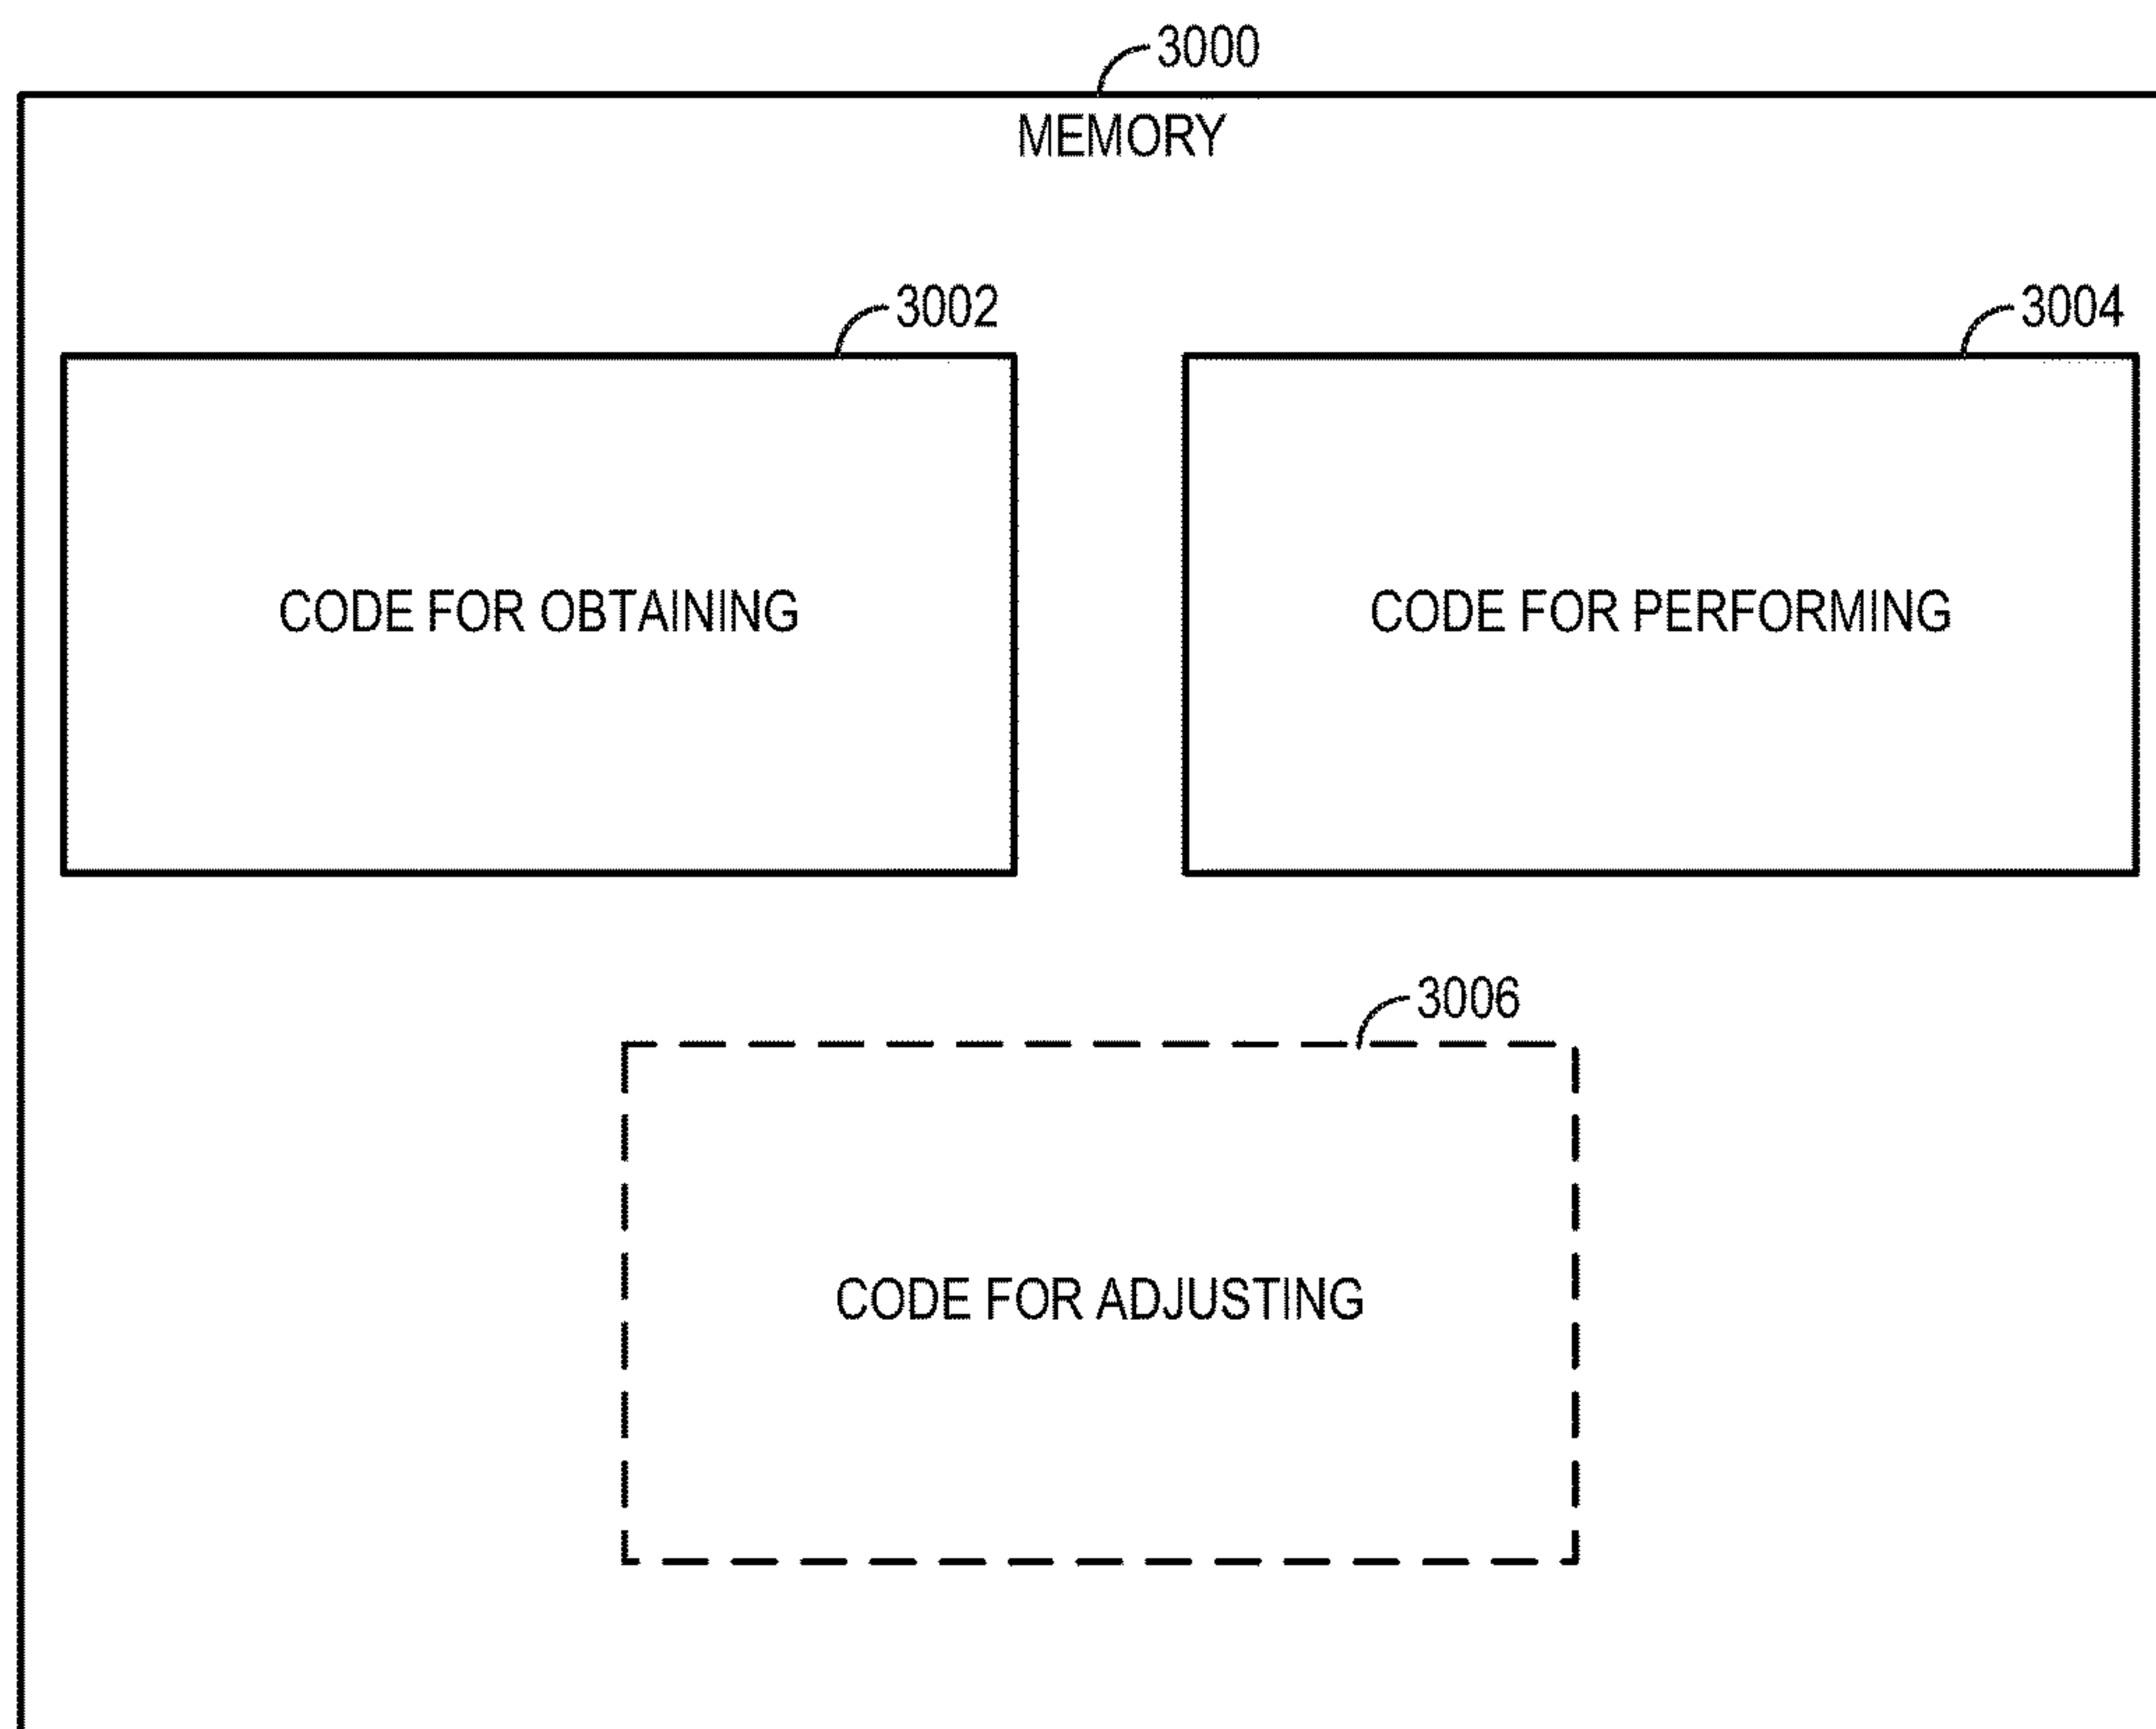 3000
MEMORY
3002
3004
CODE FOR OBTAINING
CODE FOR PERFORMING
3006
CODE FOR ADJUSTING